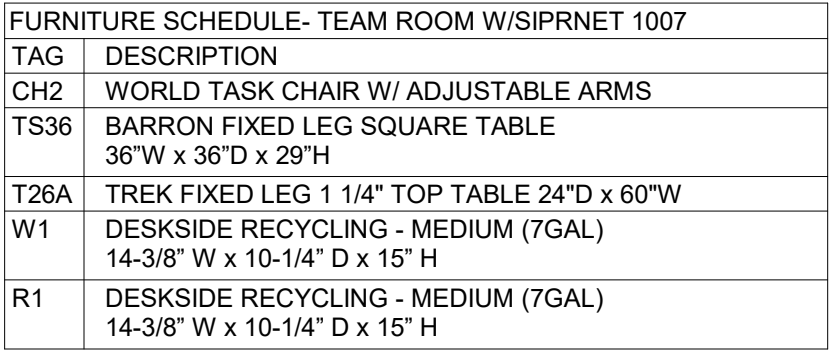 FURNITURE SCHEDULE- TEAM ROOM W/SIPRNET 1007
TAG DESCRIPTION
CH2 WORLD TASK CHAIR W/ ADJUSTABLE ARMS
TS36 BARRON FIXED LEG SQUARE TABLE
36”W x 36”D x 29”H
T26A TREK FIXED LEG 1 1/4" TOP TABLE 24"D x 60"W
W1 DESKSIDE RECYCLING - MEDIUM (7GAL)
14-3/8” W x 10-1/4” D x 15” H
R1 DESKSIDE RECYCLING - MEDIUM (7GAL)
14-3/8” W x 10-1/4” D x 15” H